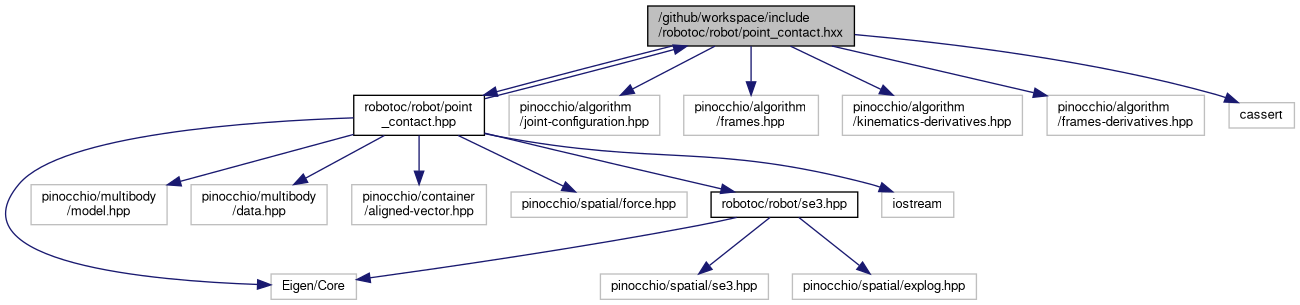 /github/workspace/include
/robotoc/robot/point_contact.hxx
robotoc/robot/point
_contact.hpp
pinocchio/algorithm
/joint-configuration.hpp
pinocchio/algorithm
/frames.hpp
pinocchio/algorithm
/kinematics-derivatives.hpp
pinocchio/algorithm
/frames-derivatives.hpp
cassert
pinocchio/multibody
/model.hpp
pinocchio/multibody
/data.hpp
pinocchio/container
/aligned-vector.hpp
pinocchio/spatial/force.hpp
robotoc/robot/se3.hpp
iostream
Eigen/Core
pinocchio/spatial/se3.hpp
pinocchio/spatial/explog.hpp